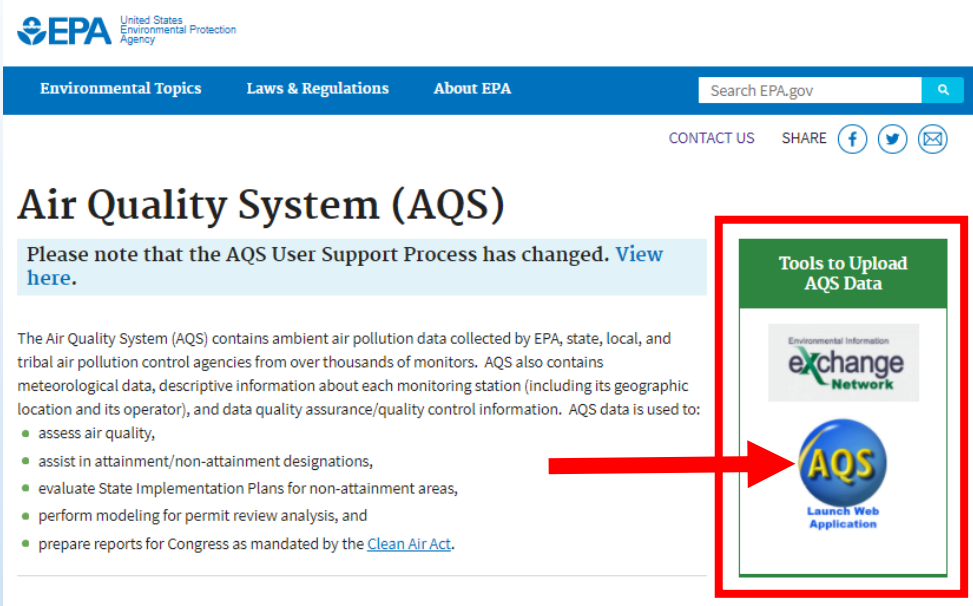 EPA
United States
Environmental Protection
Agency
Environmental Topics Laws & Regulations About EPA Search EPA.gov
CONTACT US SHARE
Air Quality System (AQS)
Please note that the AQS User Support Process has changed. View
here.
Tools to Upload
AQS Data
Environmental Information
eXchange
Network
AQS
Launch Web
Application
The Air Quality System (AQS) contains ambient air pollution data collected by EPA, state, local, and
tribal air pollution control agencies from over thousands of monitors. AQS also contains
meteorological data, descriptive information about each monitoring station (including its geographic
location and its operator), and data quality assurance/quality control information. AQS data is used to:
assess air quality,
assist in attainment/non-attainment designations,
evaluate State Implementation Plans for non-attainment areas,
perform modeling for permit review analysis, and
prepare reports for Congress as mandated by the Clean Air Act.